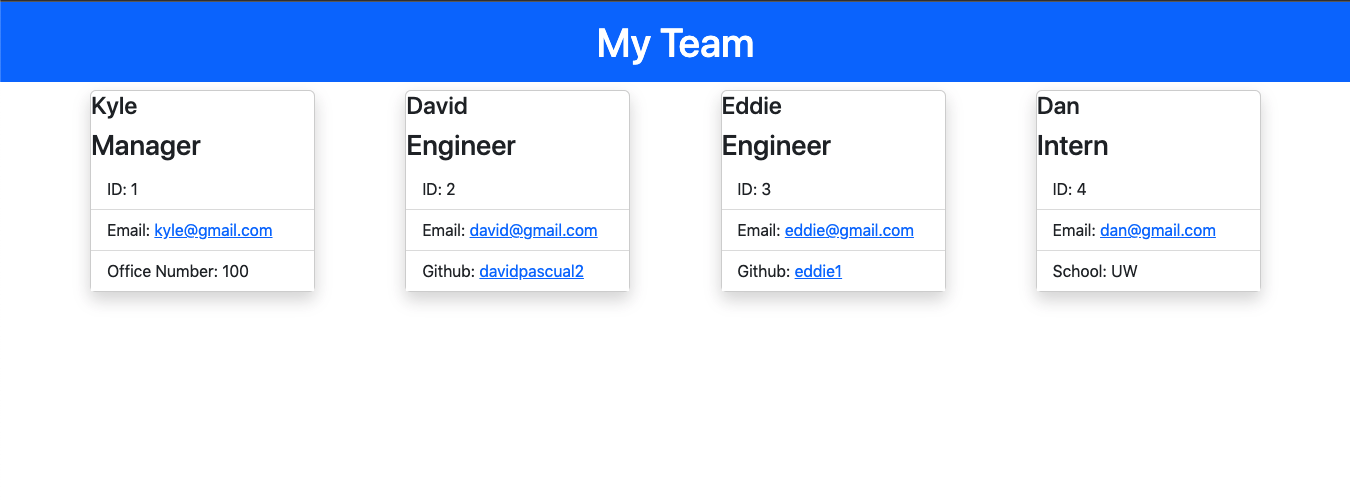 My Team
Kyle
Manager
ID: 1
Email: kyle@gmail.com
Office Number: 100
David
Engineer
ID: 2
Email: david@gmail.com
Github: davidpascual2
Eddie
Engineer
ID: 3
Email: eddie@gmail.com
Github: eddie1
Dan
Intern
ID: 4
Email: dan@gmail.com
School: UW